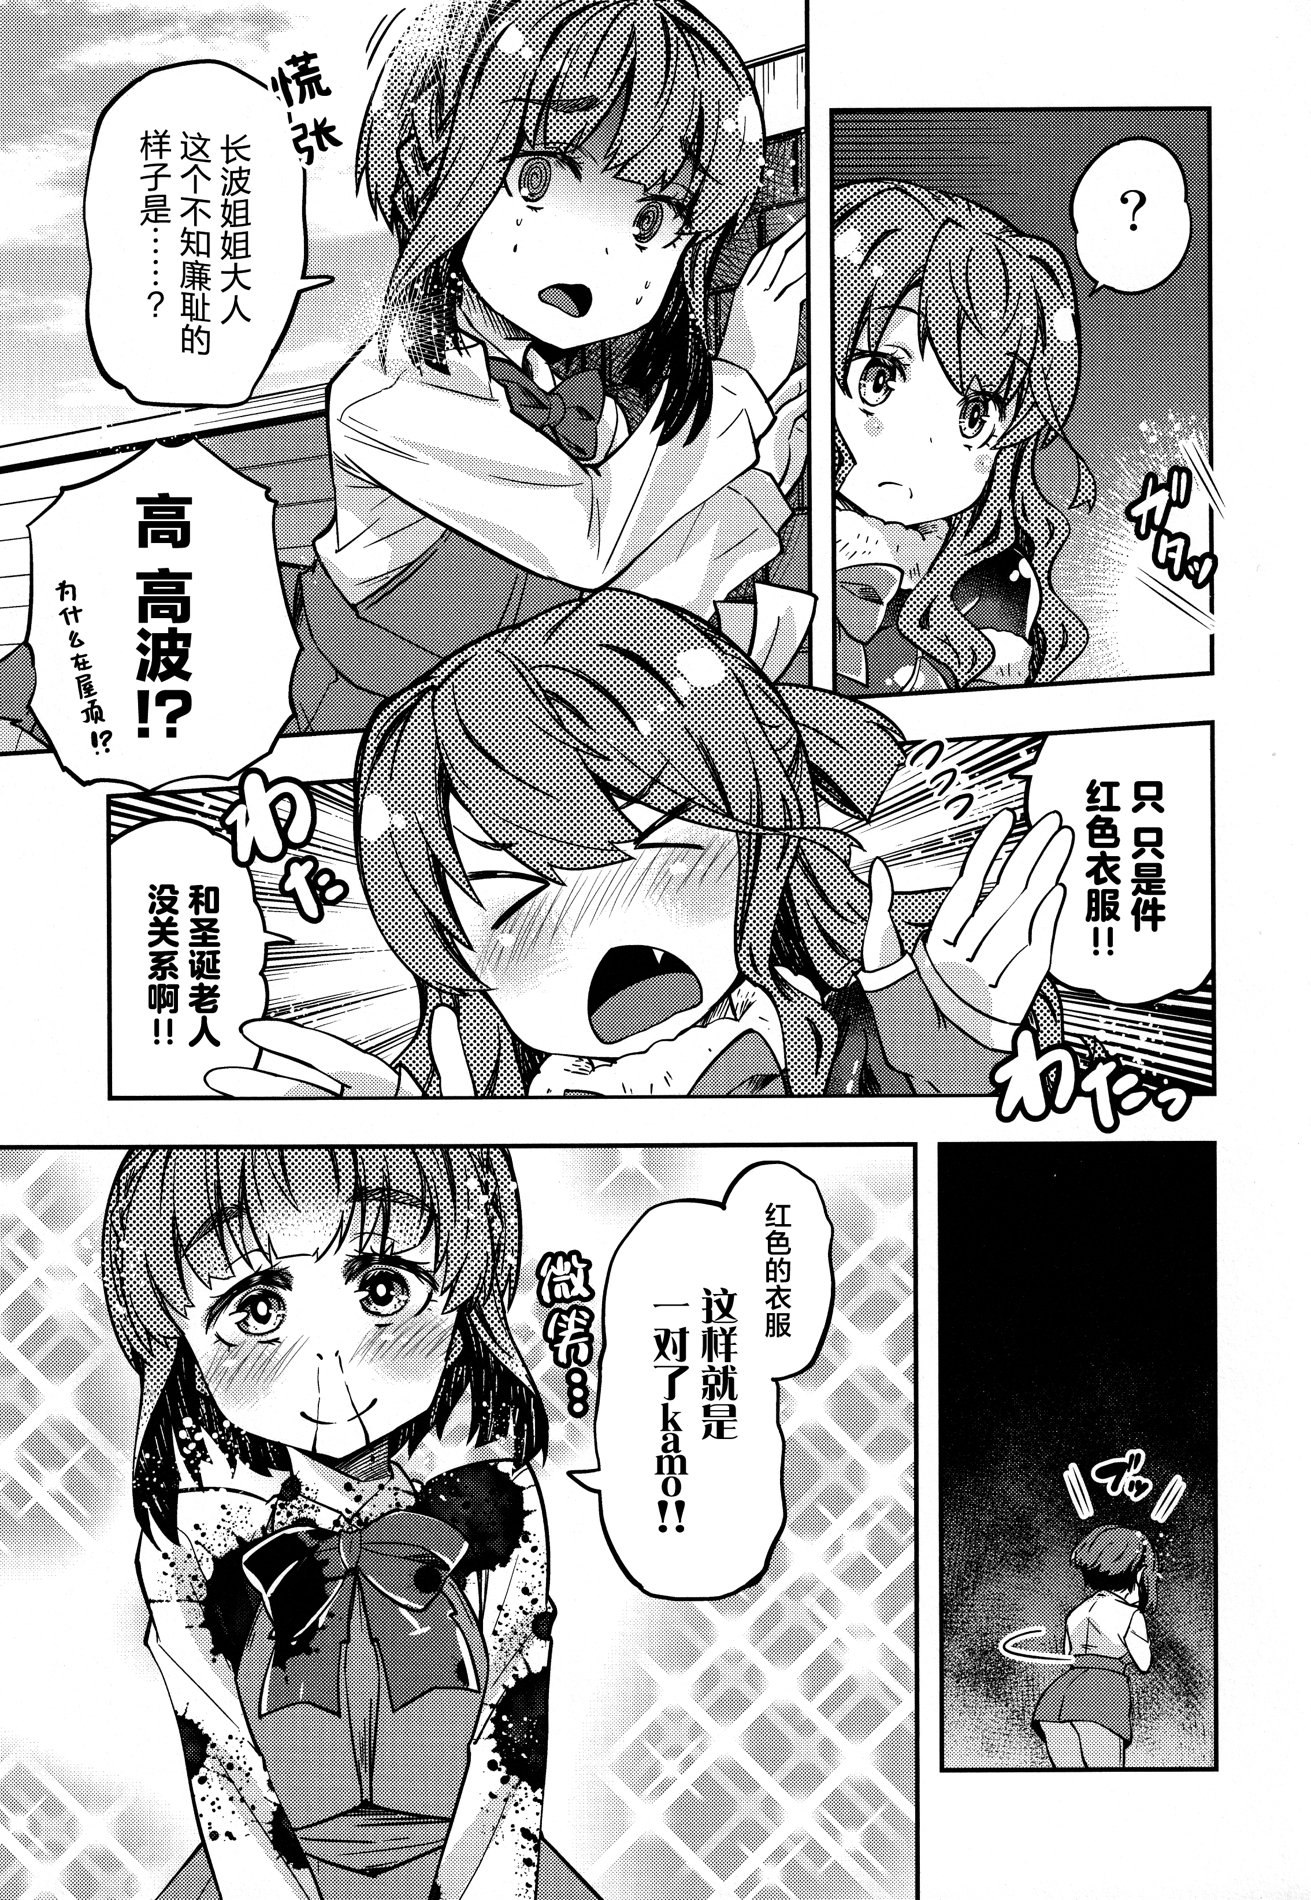 ?
ガタッ
慌张
长波姐姐大人
这个不知廉耻的
样子是……?
高 高波!?
为什么在屋顶!?
只 只是件
红色衣服!!
わたっ
わた
和圣诞老人
没关系啊!!
ブッ
红色的衣服
这样就是
一对了kamo!!
微笑…